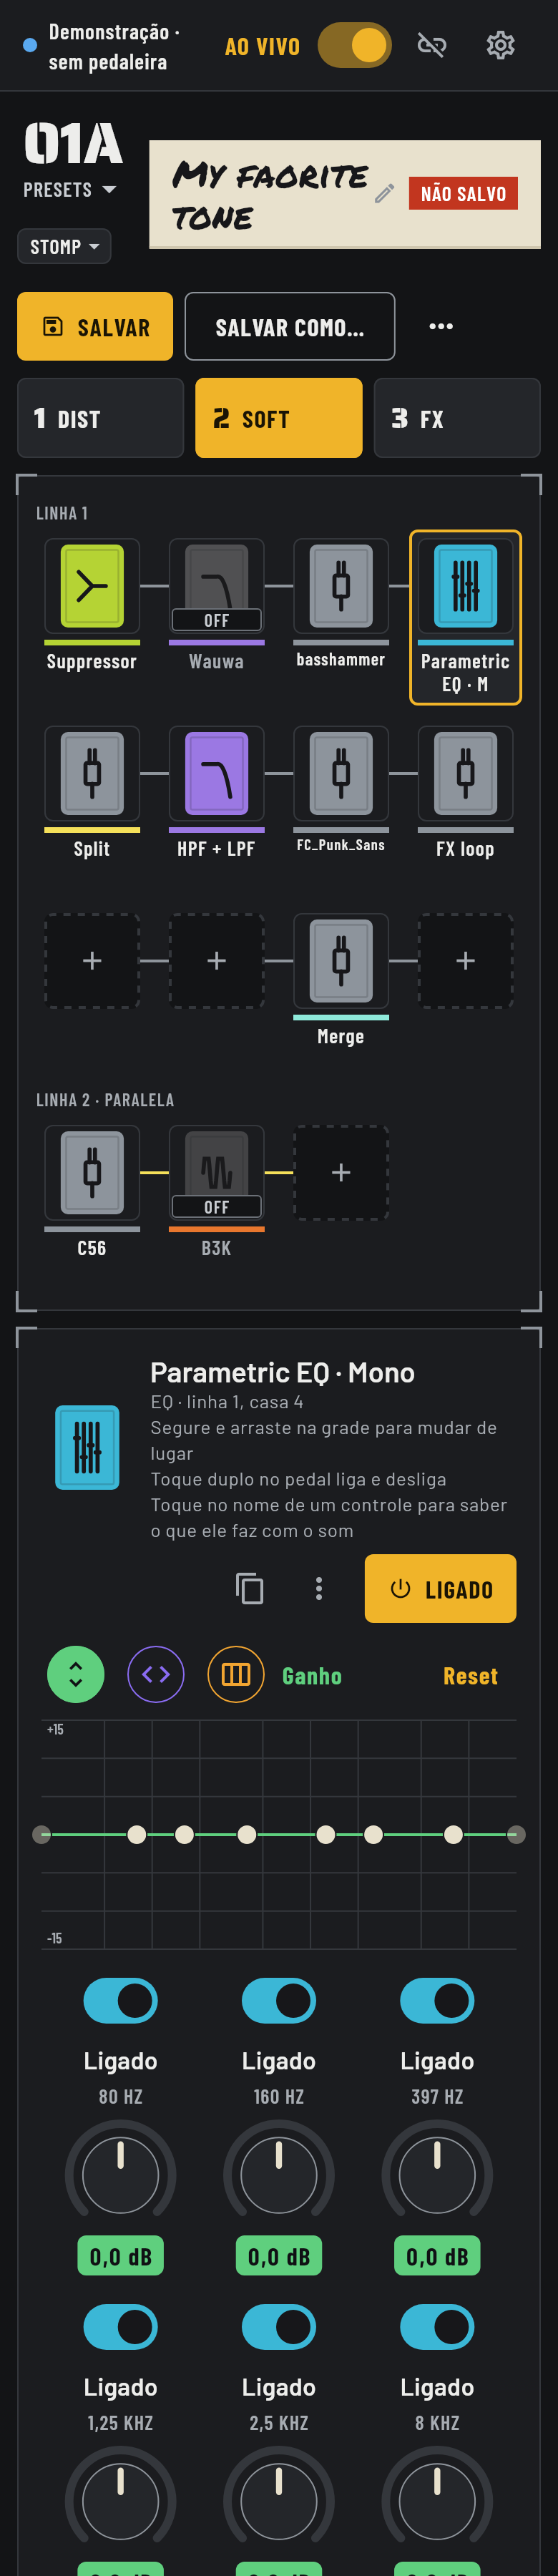 Demonstração ·
sem pedaleira
AO VIVO
01A
PRESETS
STOMP
My faorite
tone
NÃO SALVO
SALVAR
SALVAR COMO...
1 DIST
2 SOFT
3 FX
LINHA 1
Suppressor
OFF
Wauwa
basshammer
Parametric
EQ · M
Split
HPF + LPF
FC_Punk_Sans
FX loop
Merge
LINHA 2 · PARALELA
C56
OFF
B3K
Parametric EQ · Mono
EQ · linha 1, casa 4
Segure e arraste na grade para mudar de
lugar
Toque duplo no pedal liga e desliga
Toque no nome de um controle para saber
o que ele faz com o som
LIGADO
Ganho
Reset
+15
-15
Ligado Ligado Ligado
80 HZ 160 HZ 397 HZ
0,0 dB 0,0 dB 0,0 dB
Ligado Ligado Ligado
1,25 KHZ 2,5 KHZ 8 KHZ